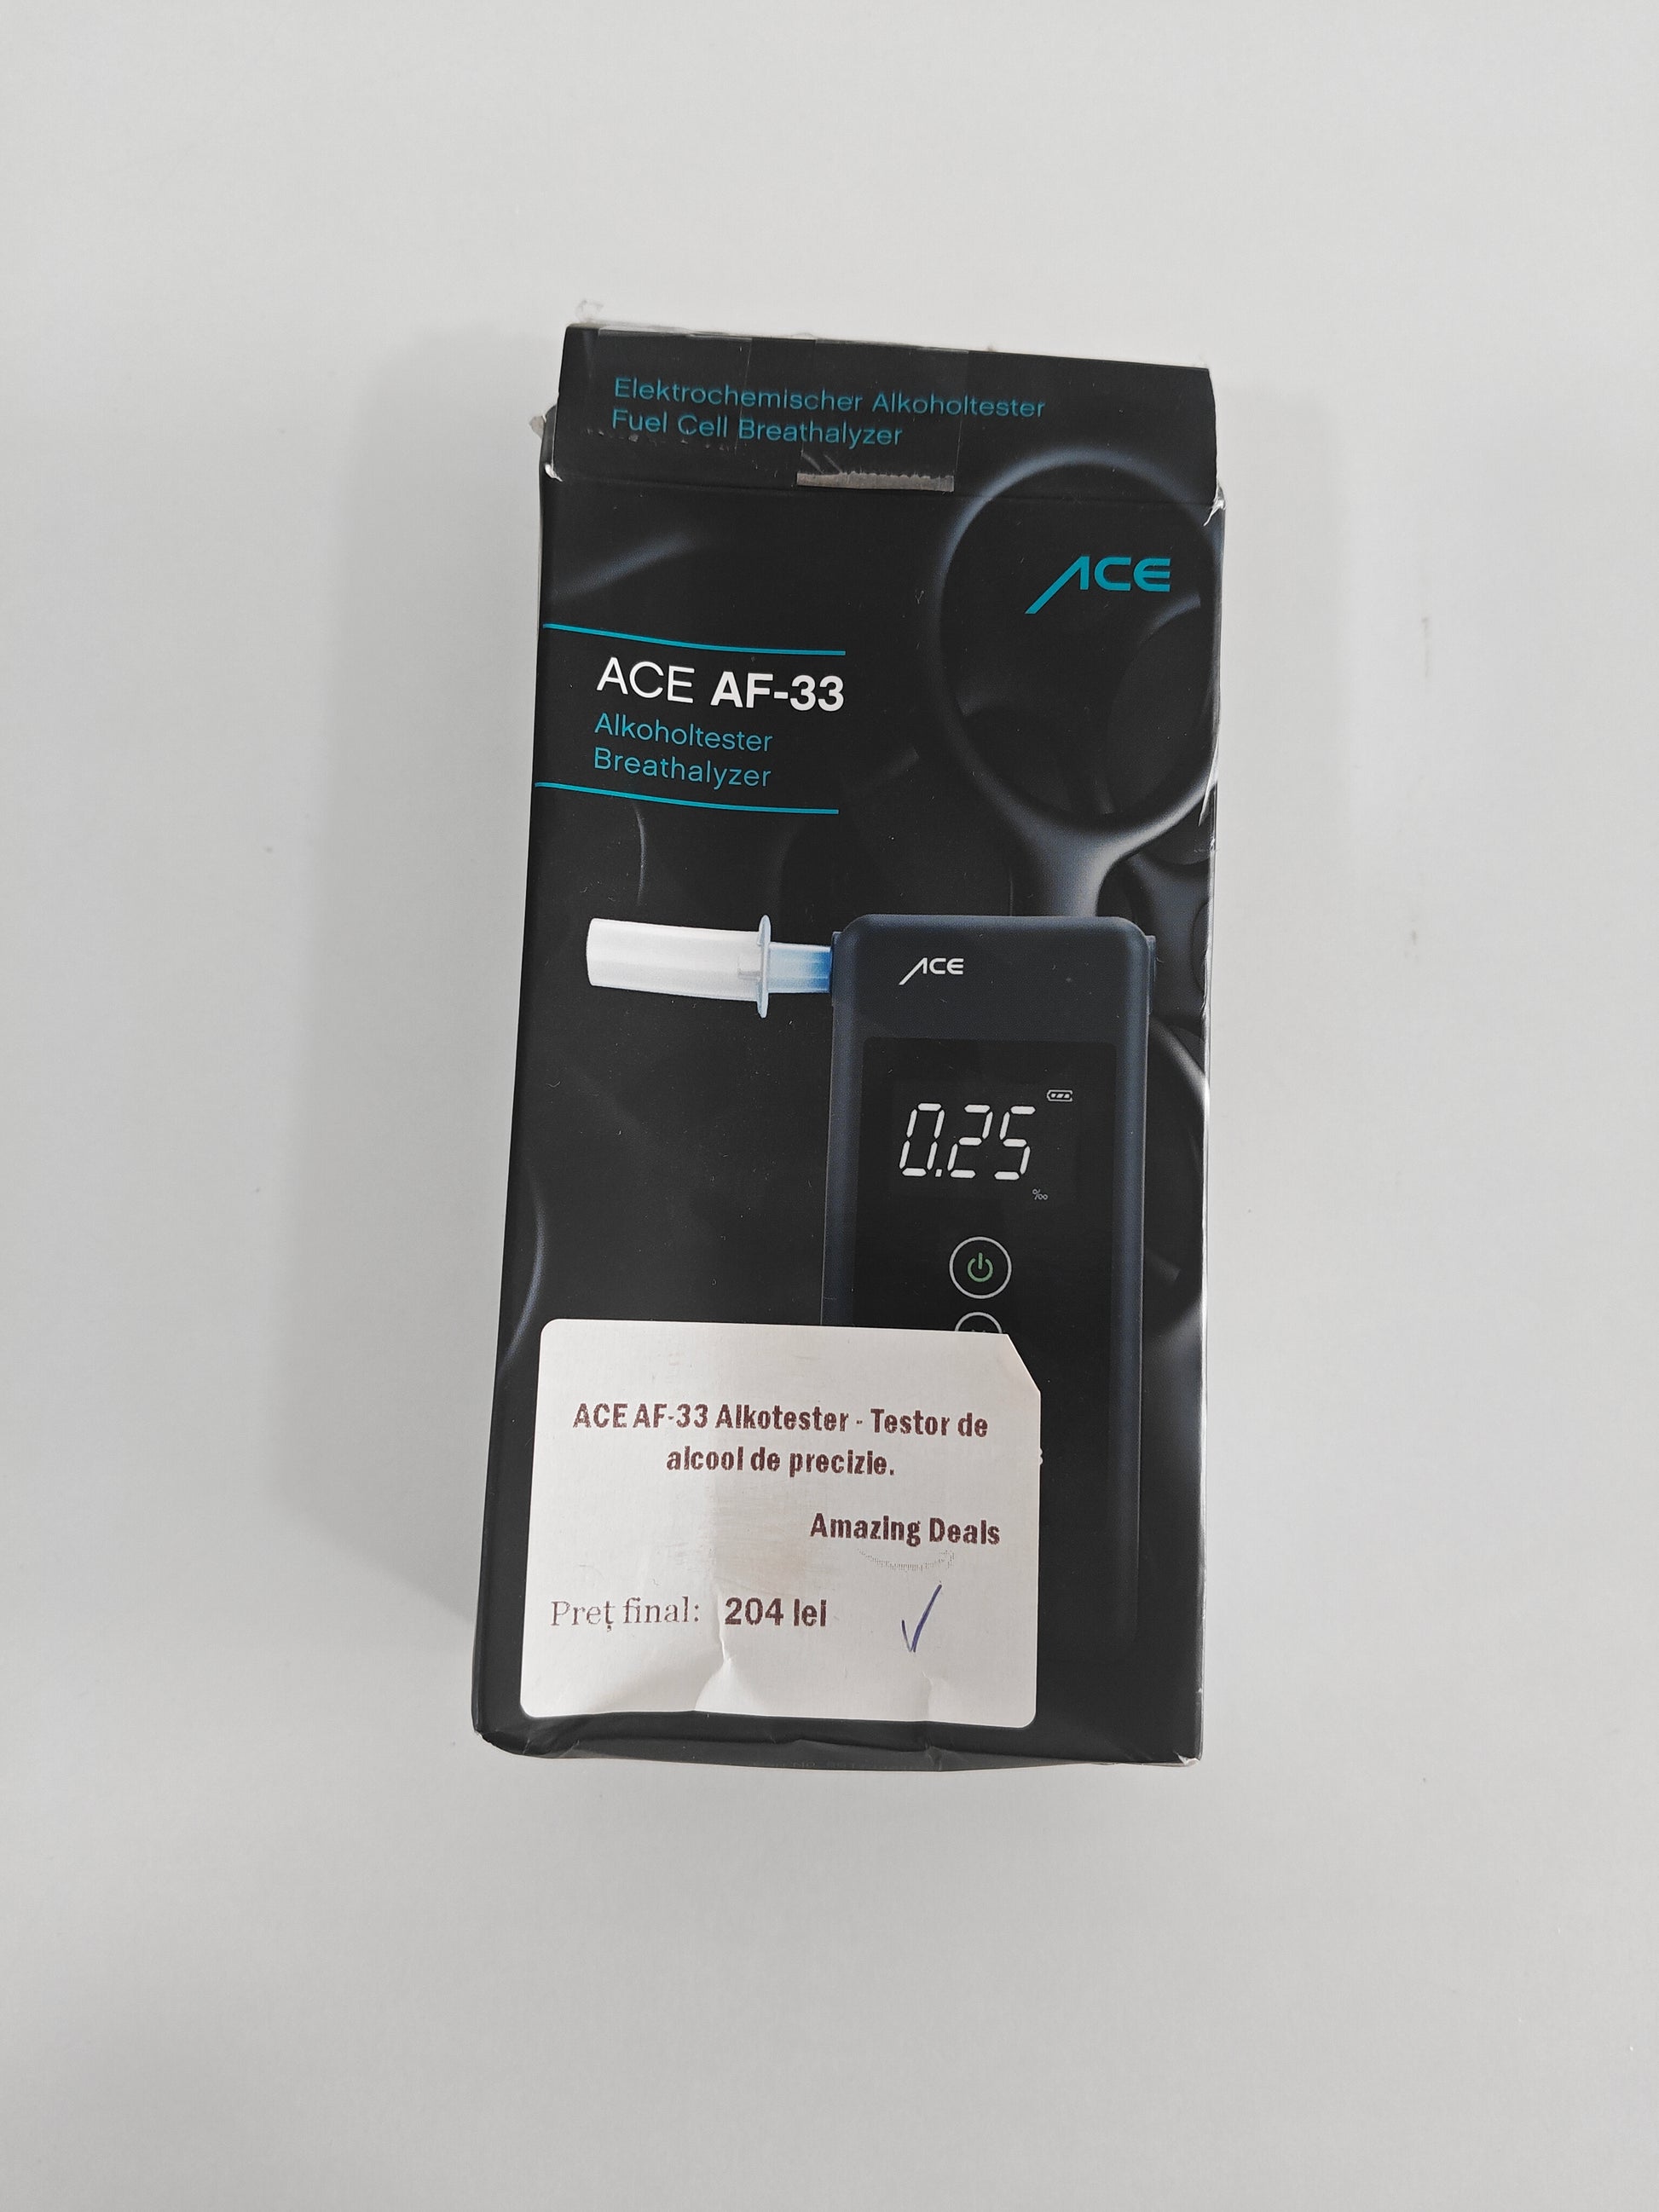 Elektrochemischer Alkoholtester
Fuel Cell Breathalyzer
ACE
ACE AF-33
Alkoholtester
Breathalyzer
ACE
0.25
‰
ACE AF-33 Alkotester - Testor de
alcool de precizie.
Amazing Deals
Preț final: 204 lei